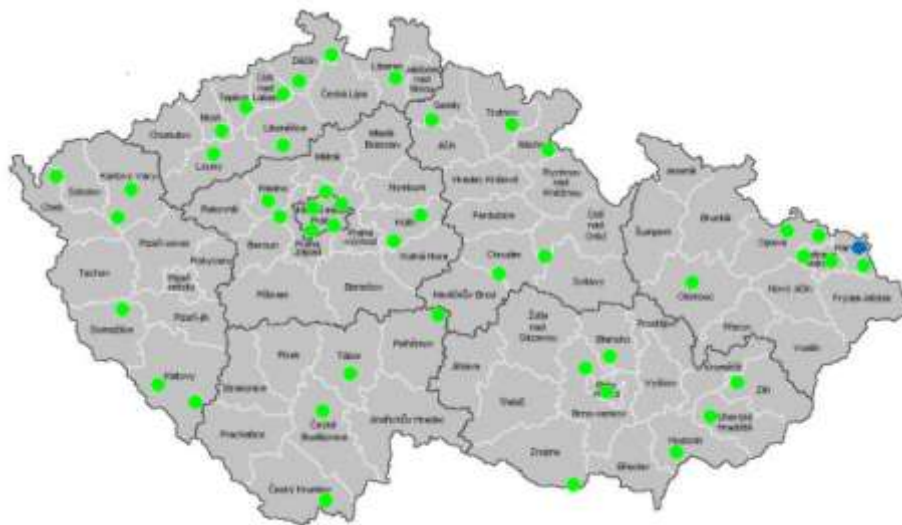 Děčín
Liberec
Jablonec
nad
Nisou
Ústí
nad
Labem
Teplice
Česká Lípa
Most
Chomutov
Litoměřice
Louny
Semily
Trutnov
Jičín
Náchod
Mladá
Boleslav
Mělník
Karlovy Vary
Sokolov
Cheb
Rakovník
Kladno
Nymburk
Hradec Králové
Rychnov
nad
Kněžnou
Jeseník
Bruntál
Šumperk
Kolín
Praha
Praha
-východ
Praha
-západ
Beroun
Pardubice
Ústí
nad
Orlicí
Opava
Plzeň-sever
Kutná Hora
Chrudim
Rokycany
Tachov
Plzeň
-město
Svitavy
Olomouc
Nový Jičín
Frýdek-Místek
Příbram
Benešov
Havlíčkův Brod
Plzeň-jih
Domažlice
Žďár
nad
Sázavou
Prostějov
Přerov
Vsetín
Pelhřimov
Písek
Tábor
Jihlava
Blansko
Kroměříž
Zlín
Klatovy
Strakonice
Vyškov
Třebíč
Brno-venkov
Uherské
Hradiště
České
Budějovice
Jindřichův Hradec
Prachatice
Hodonín
Znojmo
Břeclav
Český Krumlov